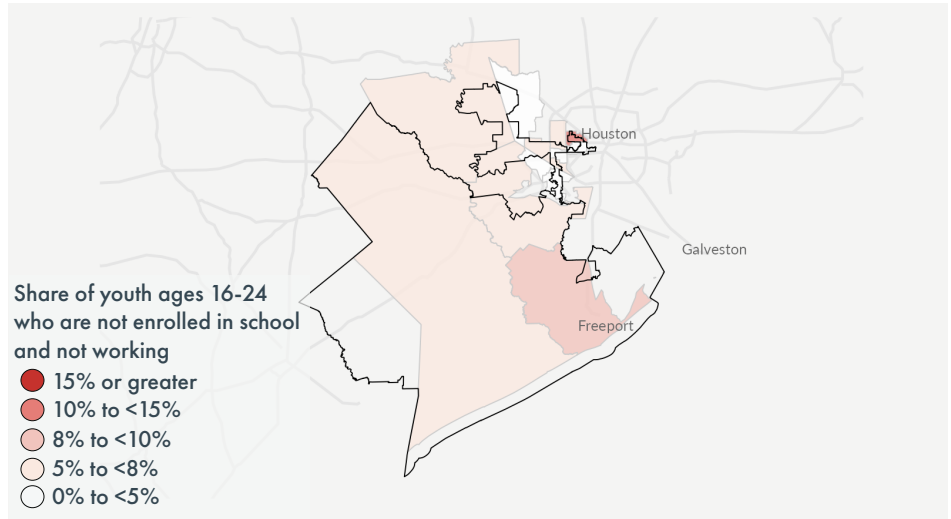 Houston
Galveston
Freeport
Share of youth ages 16-24
who are not enrolled in school
and not working
15% or greater
10% to <15%
8% to <10%
5% to <8%
0% to <5%